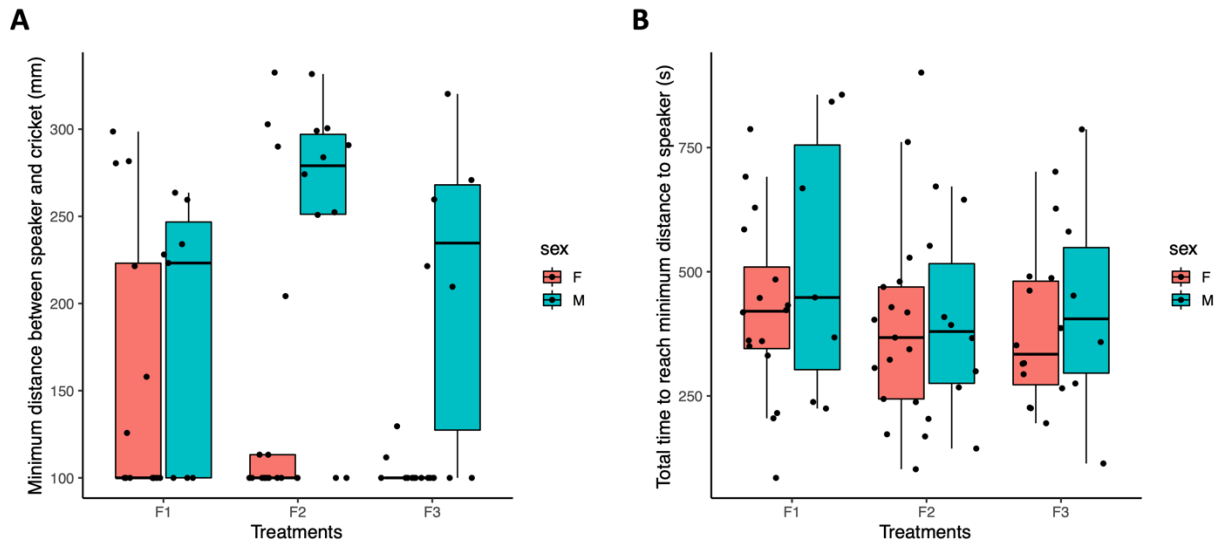 A
Minimum distance between speaker and cricket (mm)
300
250
200
150
100
F1
F2
F3
Treatments
sex
F
M
B
Total time to reach minimum distance to speaker (s)
750
500
250
F1
F2
F3
Treatments
sex
F
M